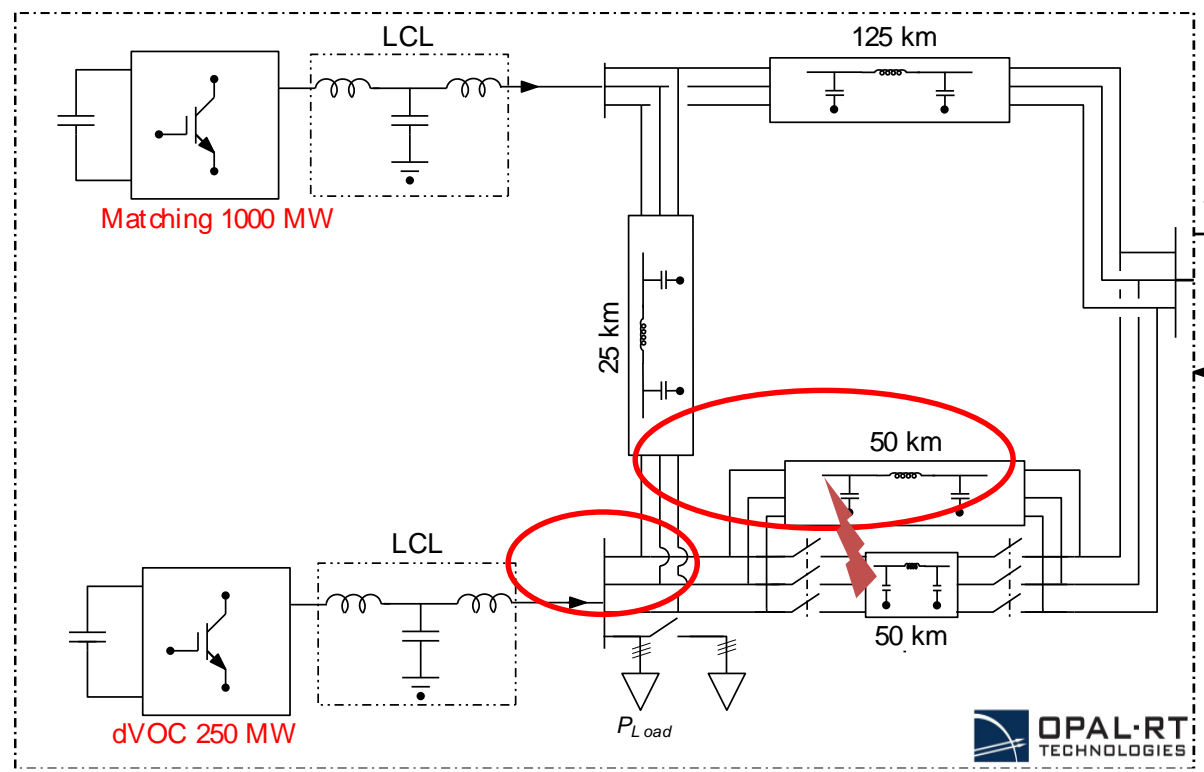 LCL
125 km
Matching 1000 MW
25 km
50 km
LCL
50 km
dVOC 250 MW
P_Load
OPAL-RT
TECHNOLOGIES